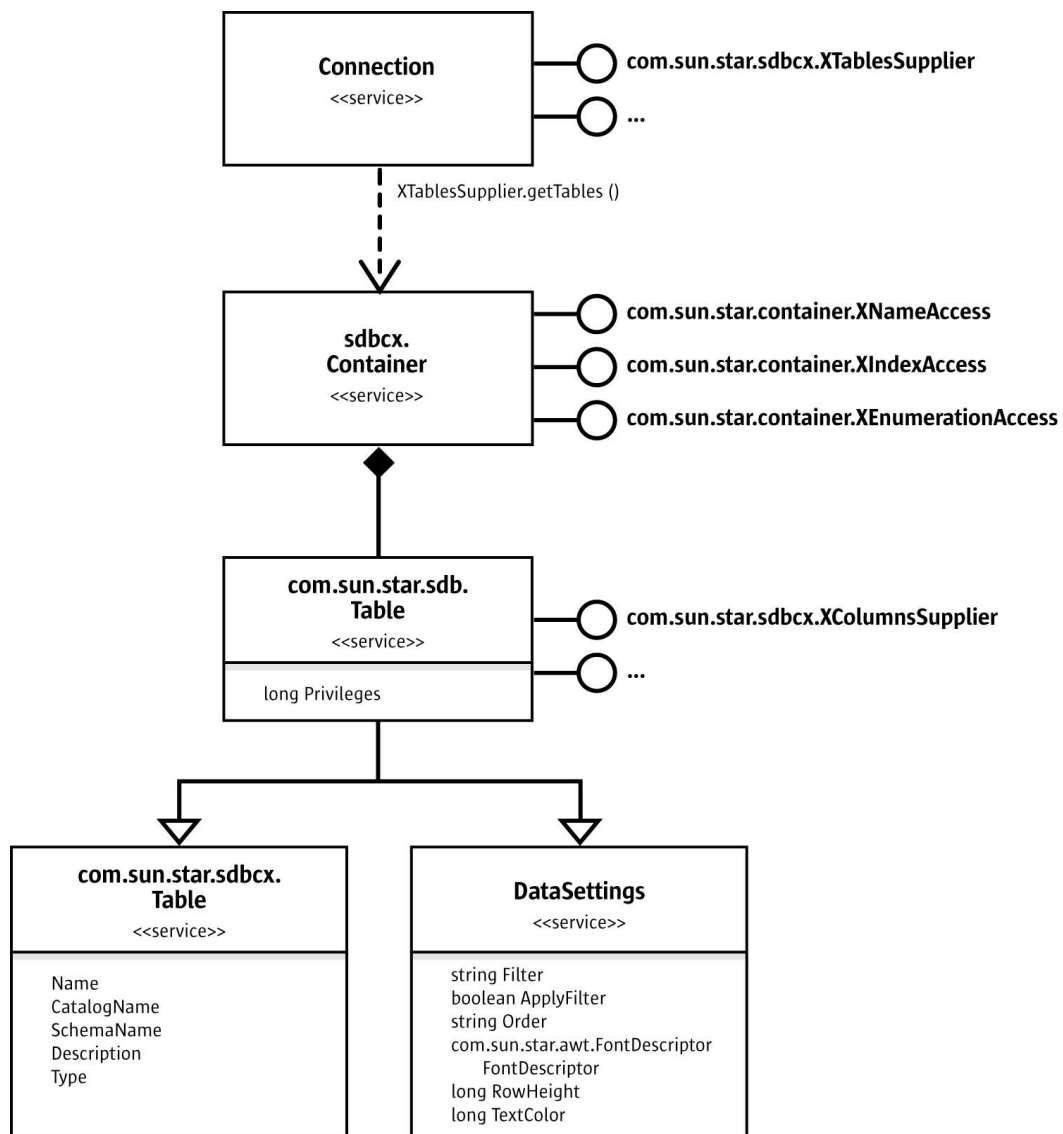 Connection
<<service>>
com.sun.star.sdbcx.XTablesSupplier
...
XTablesSupplier.getTables ()
sdbcx.
Container
<<service>>
com.sun.star.container.XNameAccess
com.sun.star.container.XIndexAccess
com.sun.star.container.XEnumerationAccess
com.sun.star.sdb.
Table
<<service>>
long Privileges
com.sun.star.sdbcx.XColumnsSupplier
...
com.sun.star.sdbcx.
Table
<<service>>
Name
CatalogName
SchemaName
Description
Type
DataSettings
<<service>>
string Filter
boolean ApplyFilter
string Order
com.sun.star.awt.FontDescriptor
FontDescriptor
long RowHeight
long TextColor